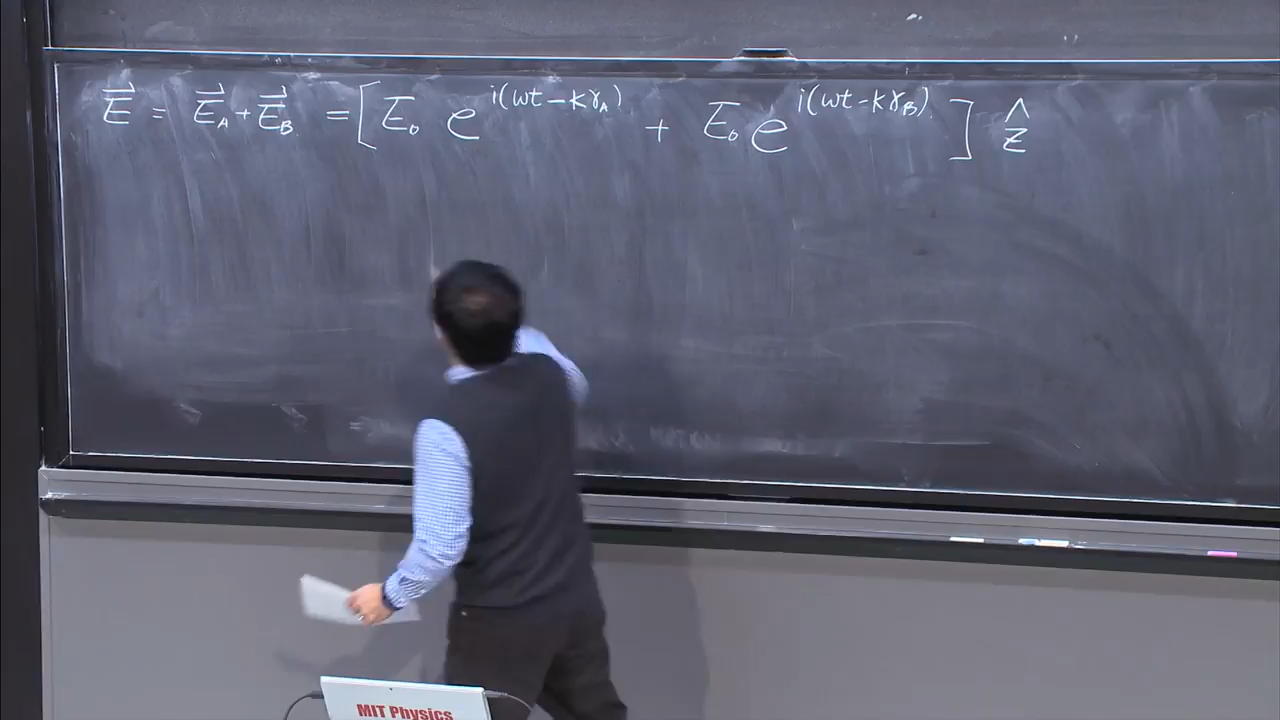 E⃗ = E⃗_A + E⃗_B = [ E₀ e^{i(ωt-kr_A)} + E₀ e^{i(ωt-kr_B)} ] ẑ
MIT Physics